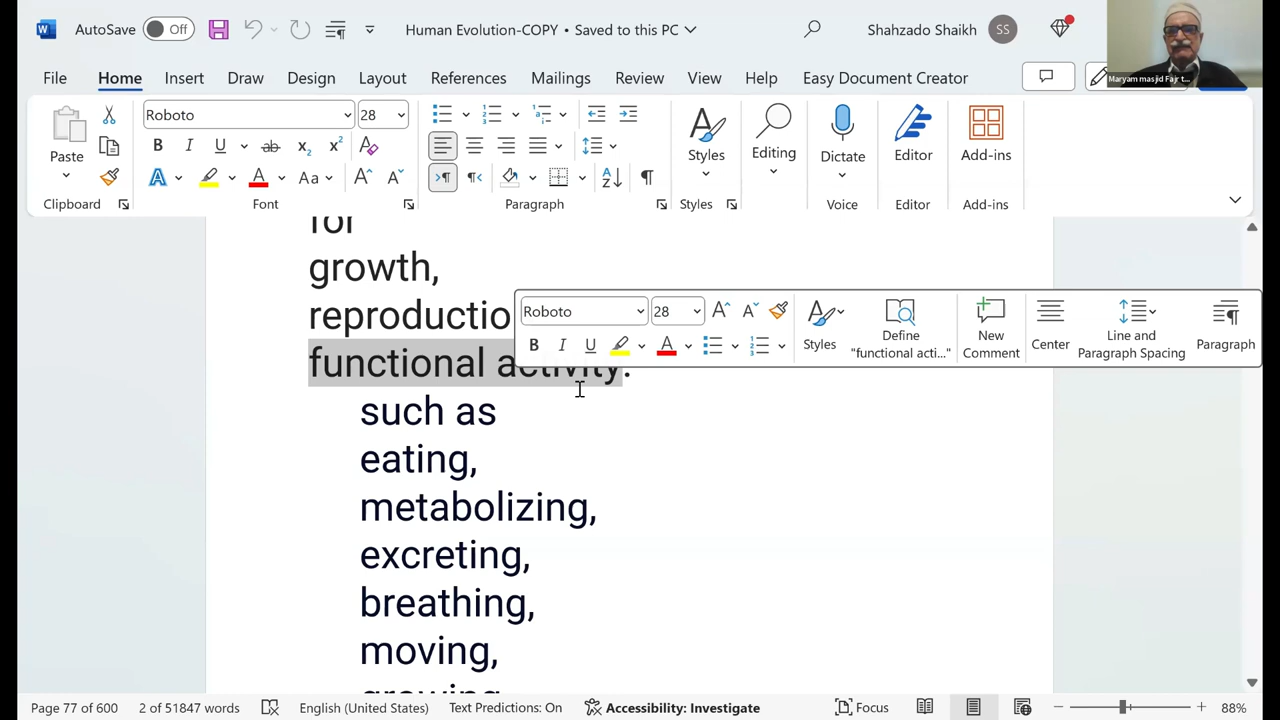 AutoSave Off Human Evolution-COPY • Saved to this PC Shahzado Shaikh SS
Maryam masjid Fajr t...
File Home Insert Draw Design Layout References Mailings Review View Help Easy Document Creator
Paste
Roboto 28
Styles Editing Dictate Editor Add-ins
Clipboard Font Paragraph Styles Voice Editor Add-ins
for
growth,
reproductio
functional activity.
such as
eating,
metabolizing,
excreting,
breathing,
moving,
growing
Roboto 28
Styles Define "functional acti..." New Comment Center Line and Paragraph Spacing Paragraph
Page 77 of 600 2 of 51847 words English (United States) Text Predictions: On Accessibility: Investigate Focus 88%